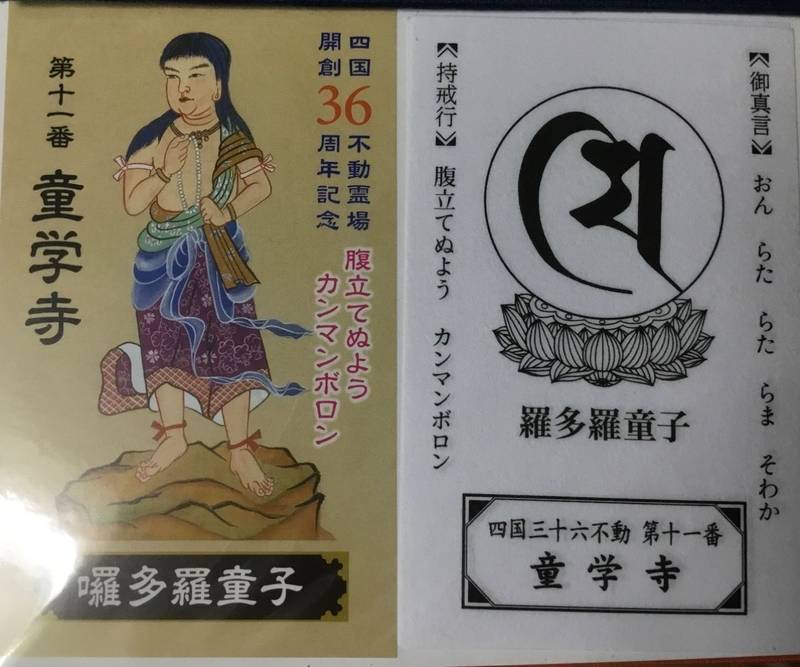 四国
開創
36
不動霊場
周年記念
腹立てぬよう
カンマンボロン
第十一番
童学寺
囉多羅童子
《御真言》
おん らた らた らま そわか
《持戒行》
腹立てぬよう カンマンボロン
羅多羅童子
四国三十六不動 第十一番
童学寺